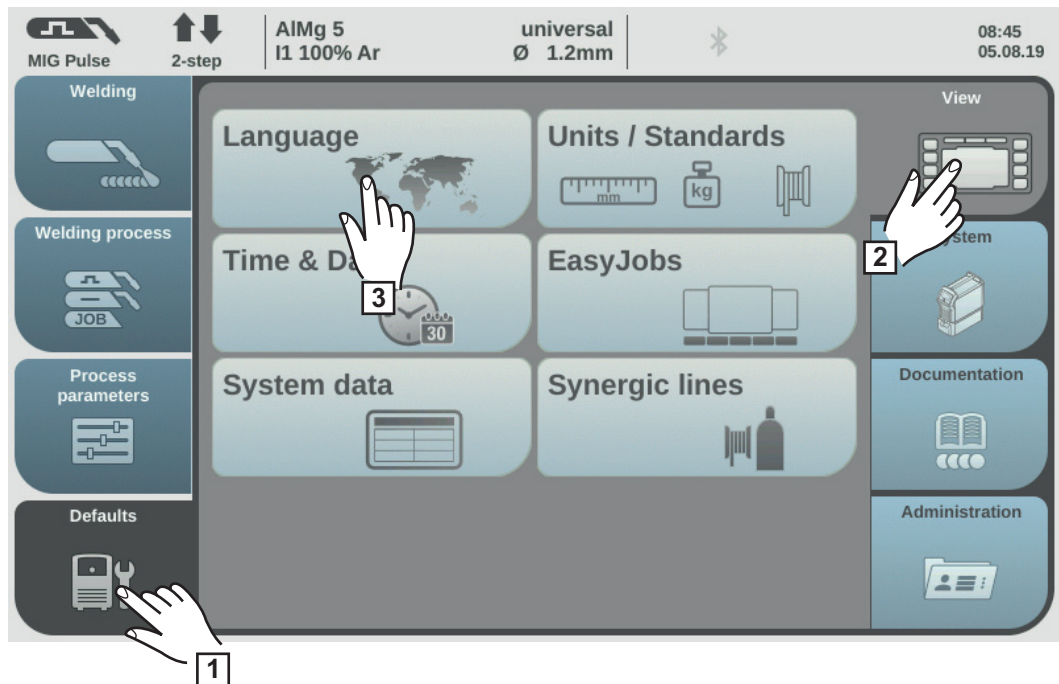 MIG Pulse
2-step
AlMg 5
I1 100% Ar
universal
Ø 1.2mm
08:45
05.08.19
Welding
Welding process
JOB
Process
parameters
Defaults
1
Language
Units / Standards
mm
kg
Time &
3
30
EasyJobs
System data
Synergic lines
View
2
Documentation
Administration